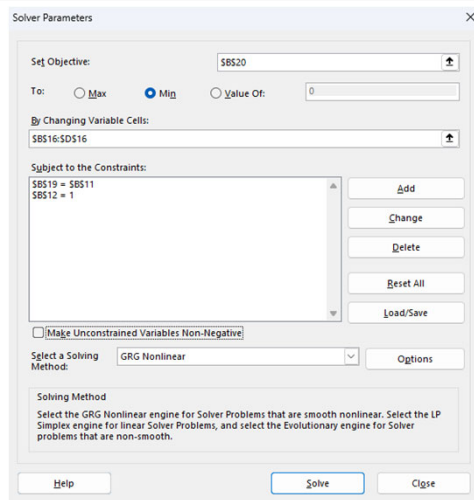 Solver Parameters
Set Objective:
$B$20
To:
Max
Min
Value Of:
0
By Changing Variable Cells:
$B$16:$D$16
Subject to the Constraints:
$B$19 = $B$11
$B$12 = 1
Add
Change
Delete
Reset All
Load/Save
Make Unconstrained Variables Non-Negative
Select a Solving
Method:
GRG Nonlinear
Options
Solving Method
Select the GRG Nonlinear engine for Solver Problems that are smooth nonlinear. Select the LP
Simplex engine for linear Solver Problems, and select the Evolutionary engine for Solver
problems that are non-smooth.
Help
Solve
Close